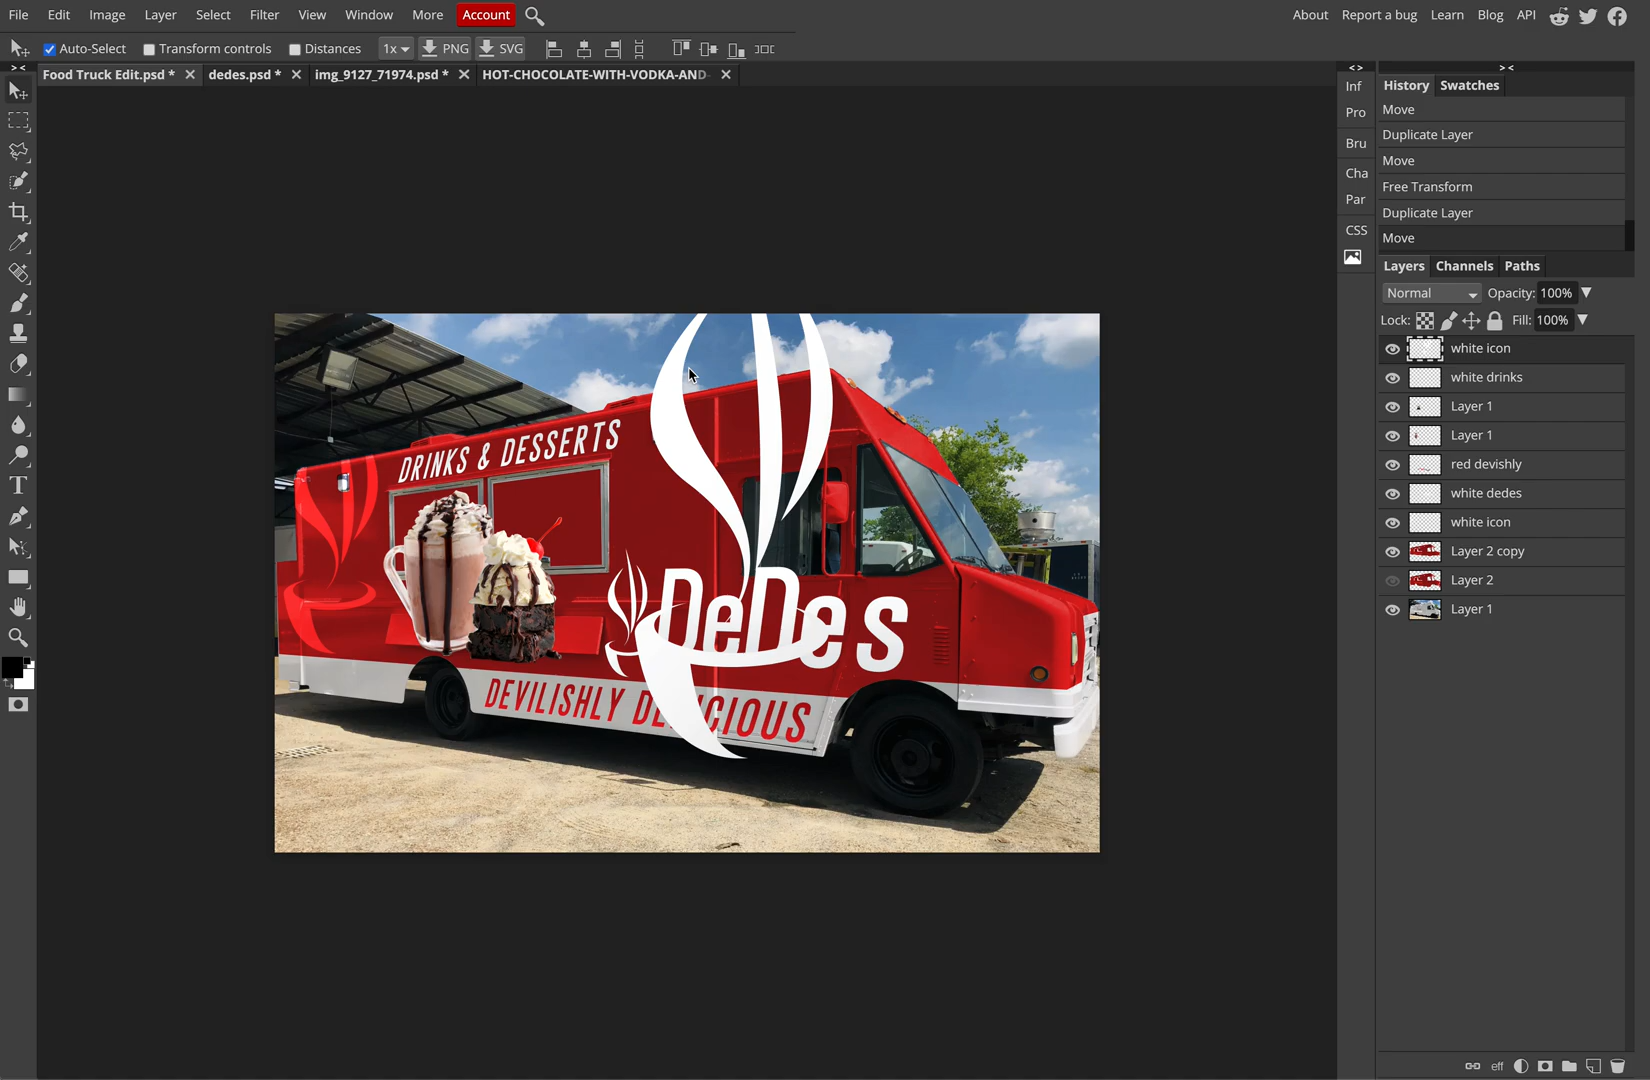 File Edit Image Layer Select Filter View Window More Account About Report a bug Learn Blog API
Auto-Select Transform controls Distances 1x PNG SVG
Food Truck Edit.psd * dedes.psd * img_9127_71974.psd * HOT-CHOCOLATE-WITH-VODKA-AND-
Inf
Pro
Bru
Cha
Par
CSS
History Swatches
Move
Duplicate Layer
Move
Free Transform
Duplicate Layer
Move
Layers Channels Paths
Normal Opacity: 100%
Lock: Fill: 100%
white icon
white drinks
Layer 1
Layer 1
red devishly
white dedes
white icon
Layer 2 copy
Layer 2
Layer 1
eff
DRINKS & DESSERTS
DeDes
DEVILISHLY DELICIOUS